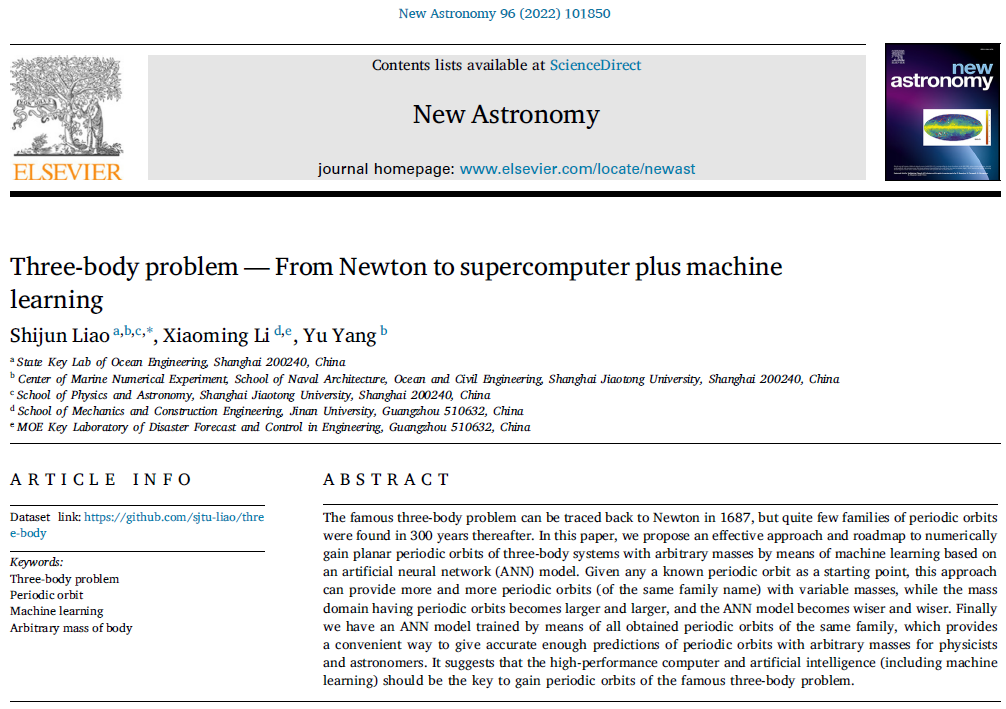 New Astronomy 96 (2022) 101850
Contents lists available at ScienceDirect
New Astronomy
journal homepage: www.elsevier.com/locate/newast
ELSEVIER
new
astronomy
Three-body problem — From Newton to supercomputer plus machine
learning
Shijun Liao a,b,c,*, Xiaoming Li d,e, Yu Yang b
a State Key Lab of Ocean Engineering, Shanghai 200240, China
b Center of Marine Numerical Experiment, School of Naval Architecture, Ocean and Civil Engineering, Shanghai Jiaotong University, Shanghai 200240, China
c School of Physics and Astronomy, Shanghai Jiaotong University, Shanghai 200240, China
d School of Mechanics and Construction Engineering, Jinan University, Guangzhou 510632, China
e MOE Key Laboratory of Disaster Forecast and Control in Engineering, Guangzhou 510632, China
ARTICLE INFO
Dataset link: https://github.com/sjtu-liao/thre
e-body
Keywords:
Three-body problem
Periodic orbit
Machine learning
Arbitrary mass of body
ABSTRACT
The famous three-body problem can be traced back to Newton in 1687, but quite few families of periodic orbits
were found in 300 years thereafter. In this paper, we propose an effective approach and roadmap to numerically
gain planar periodic orbits of three-body systems with arbitrary masses by means of machine learning based on
an artificial neural network (ANN) model. Given any a known periodic orbit as a starting point, this approach
can provide more and more periodic orbits (of the same family name) with variable masses, while the mass
domain having periodic orbits becomes larger and larger, and the ANN model becomes wiser and wiser. Finally
we have an ANN model trained by means of all obtained periodic orbits of the same family, which provides
a convenient way to give accurate enough predictions of periodic orbits with arbitrary masses for physicists
and astronomers. It suggests that the high-performance computer and artificial intelligence (including machine
learning) should be the key to gain periodic orbits of the famous three-body problem.